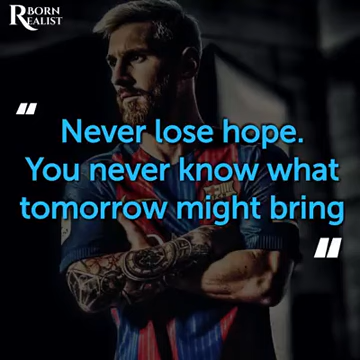 BORN
REALIST
"
Never lose hope.
You never know what
tomorrow might bring
"